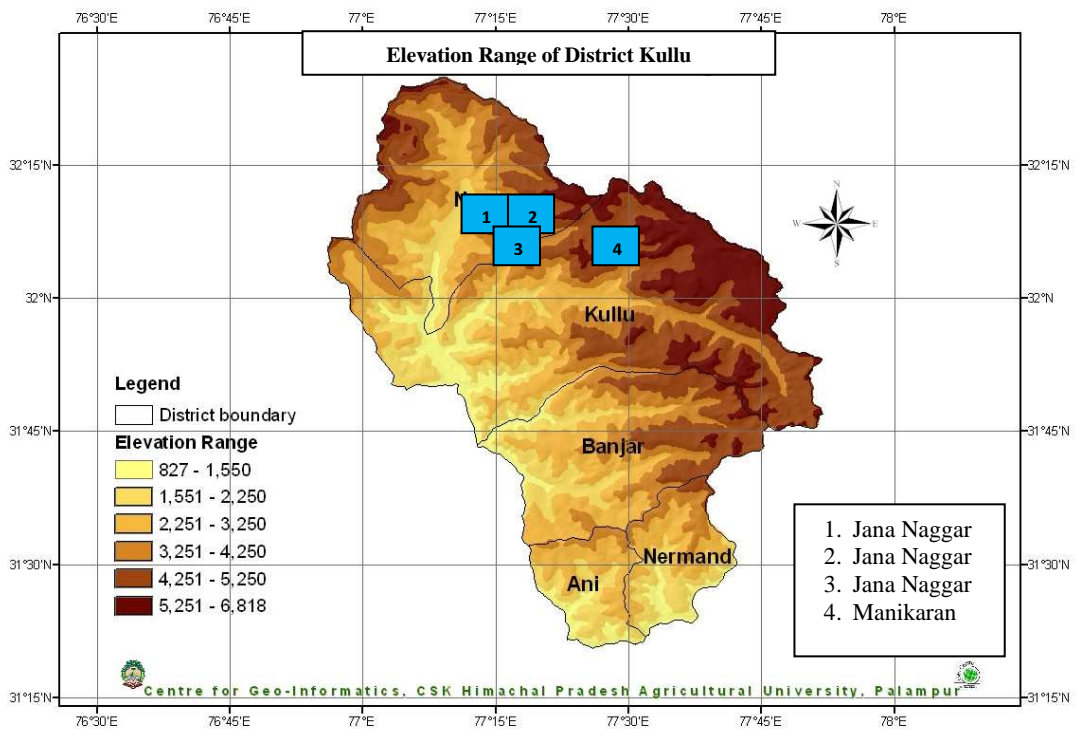 76°30'E 76°45'E 77°E 77°15'E 77°30'E 77°45'E 78°E
Elevation Range of District Kullu
32°15'N 32°15'N
N
W E
S
N
1 2
3 4
32°N 32°N
Kullu
Legend
District boundary
31°45'N 31°45'N
Elevation Range
Banjar
827 - 1,550
1,551 - 2,250
2,251 - 3,250
3,251 - 4,250
4,251 - 5,250
5,251 - 6,818
1. Jana Naggar
2. Jana Naggar
3. Jana Naggar
4. Manikaran
31°30'N 31°30'N
Nermand
Ani
Centre for Geo-Informatics, CSK Himachal Pradesh Agricultural University, Palampur
31°15'N 31°15'N
76°30'E 76°45'E 77°E 77°15'E 77°30'E 77°45'E 78°E